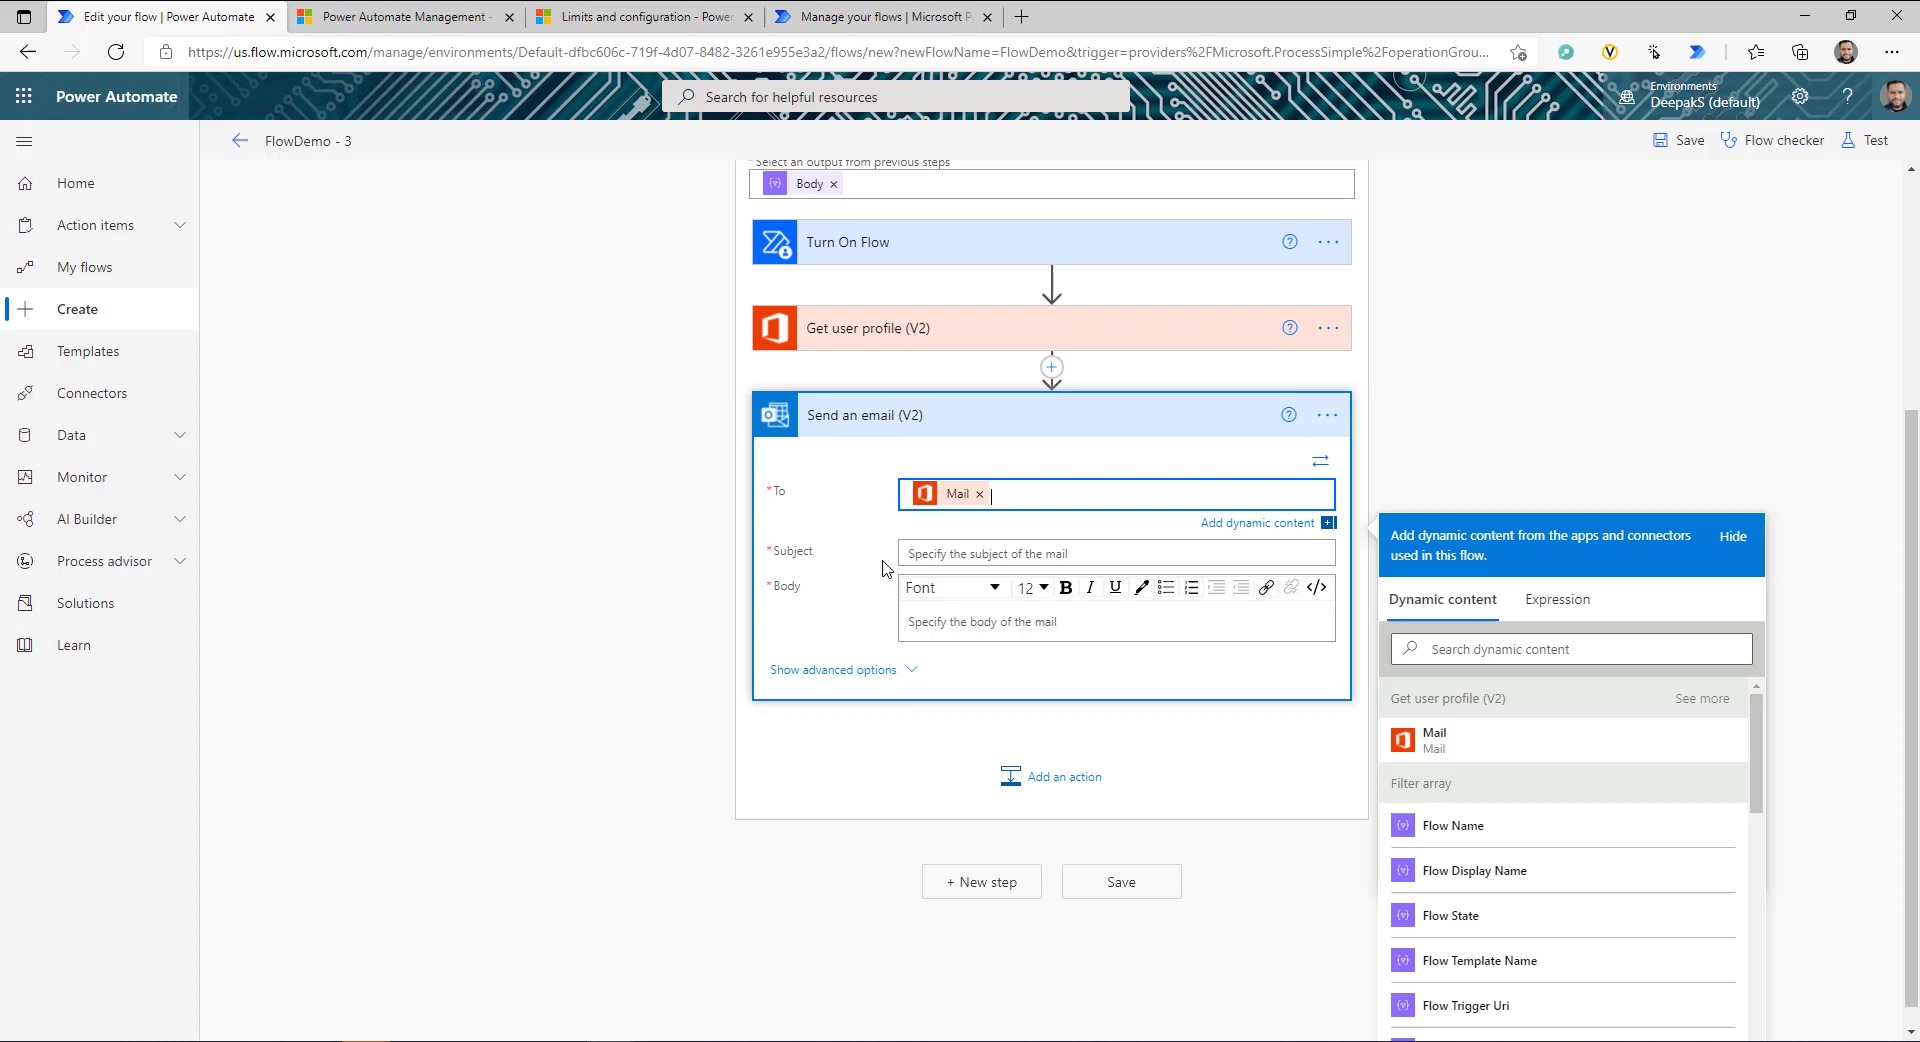 Edit your flow | Power Automate
Power Automate Management -
Limits and configuration - Power
Manage your flows | Microsoft P
https://us.flow.microsoft.com/manage/environments/Default-dfbc606c-719f-4d07-8482-3261e955e3a2/flows/new?newFlowName=FlowDemo&trigger=providers%2FMicrosoft.ProcessSimple%2FoperationGrou...
Power Automate
Search for helpful resources
Environments
DeepakS (default)
FlowDemo - 3
Save
Flow checker
Test
Home
Action items
My flows
Create
Templates
Connectors
Data
Monitor
AI Builder
Process advisor
Solutions
Learn
*Select an output from previous steps
Body
Turn On Flow
Get user profile (V2)
Send an email (V2)
*To
Mail
Add dynamic content
*Subject
Specify the subject of the mail
*Body
Font
12
B I U
</>
Specify the body of the mail
Show advanced options
Add an action
+ New step
Save
Add dynamic content from the apps and connectors
used in this flow.
Hide
Dynamic content
Expression
Search dynamic content
Get user profile (V2)
See more
Mail
Mail
Filter array
Flow Name
Flow Display Name
Flow State
Flow Template Name
Flow Trigger Uri